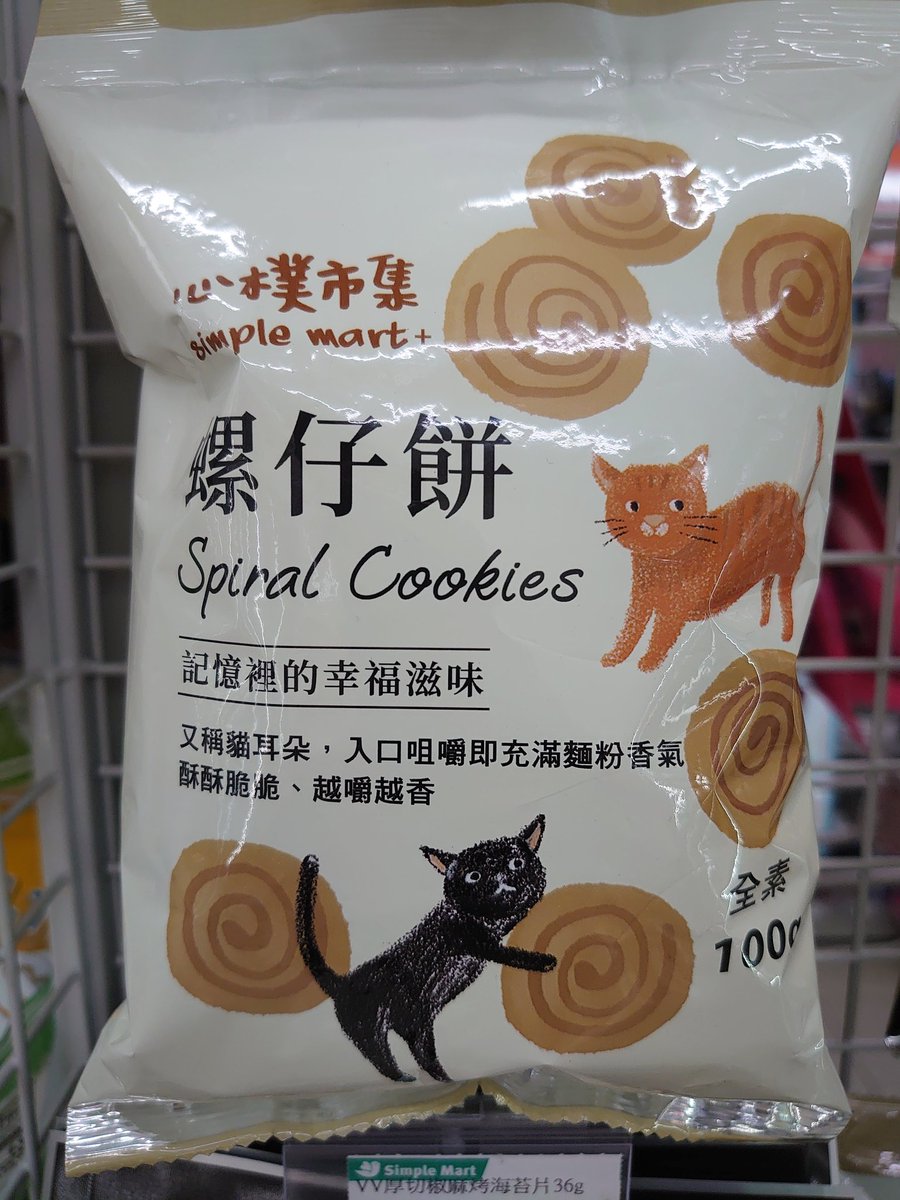 心樸市集
simple mart+
螺仔餅
Spiral Cookies
記憶裡的幸福滋味
又稱貓耳朵，入口咀嚼即充滿麵粉香氣
酥酥脆脆、越嚼越香
全素
100g
Simple Mart
VV厚切椒麻烤海苔片36g